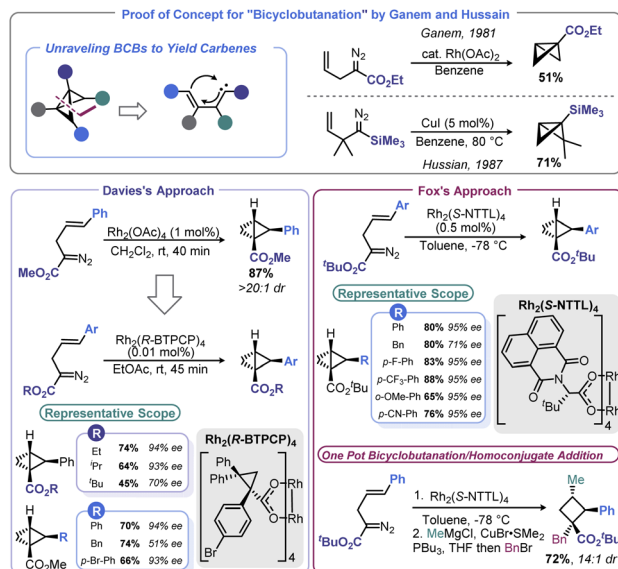 Proof of Concept for "Bicyclobutanation" by Ganem and Hussain
Unraveling BCBs to Yield Carbenes
Ganem, 1981
N2
CO2Et
cat. Rh(OAc)2
Benzene
CO2Et
51%
N2
SiMe3
CuI (5 mol%)
Benzene, 80 °C
Hussian, 1987
SiMe3
71%
Davies's Approach
Ph
MeO2C
N2
Rh2(OAc)4 (1 mol%)
CH2Cl2, rt, 40 min
H
Ph
CO2Me
87%
>20:1 dr
Ar
RO2C
N2
Rh2(R-BTPCP)4
(0.01 mol%)
EtOAc, rt, 45 min
H
Ar
CO2R
Representative Scope
H
Ph
CO2R
R
Et 74% 94% ee
iPr 64% 93% ee
tBu 45% 70% ee
H
R
CO2Me
R
Ph 70% 94% ee
Bn 74% 51% ee
p-Br-Ph 66% 93% ee
Rh2(R-BTPCP)4
Ph
Ph
H
O
Rh
O
Rh
Br
4
Fox's Approach
Ar
tBuO2C
N2
Rh2(S-NTTL)4
(0.5 mol%)
Toluene, -78 °C
H
Ar
CO2tBu
Representative Scope
H
R
CO2tBu
R
Ph 80% 95% ee
Bn 80% 71% ee
p-F-Ph 83% 95% ee
p-CF3-Ph 88% 95% ee
o-OMe-Ph 65% 95% ee
p-CN-Ph 76% 95% ee
Rh2(S-NTTL)4
O
N
O
H
tBu
O
Rh
O
Rh
4
One Pot Bicyclobutanation/Homoconjugate Addition
Ph
tBuO2C
N2
1. Rh2(S-NTTL)4
Toluene, -78 °C
2. MeMgCl, CuBr•SMe2
PBu3, THF then BnBr
Me
Ph
Bn
CO2tBu
72%, 14:1 dr